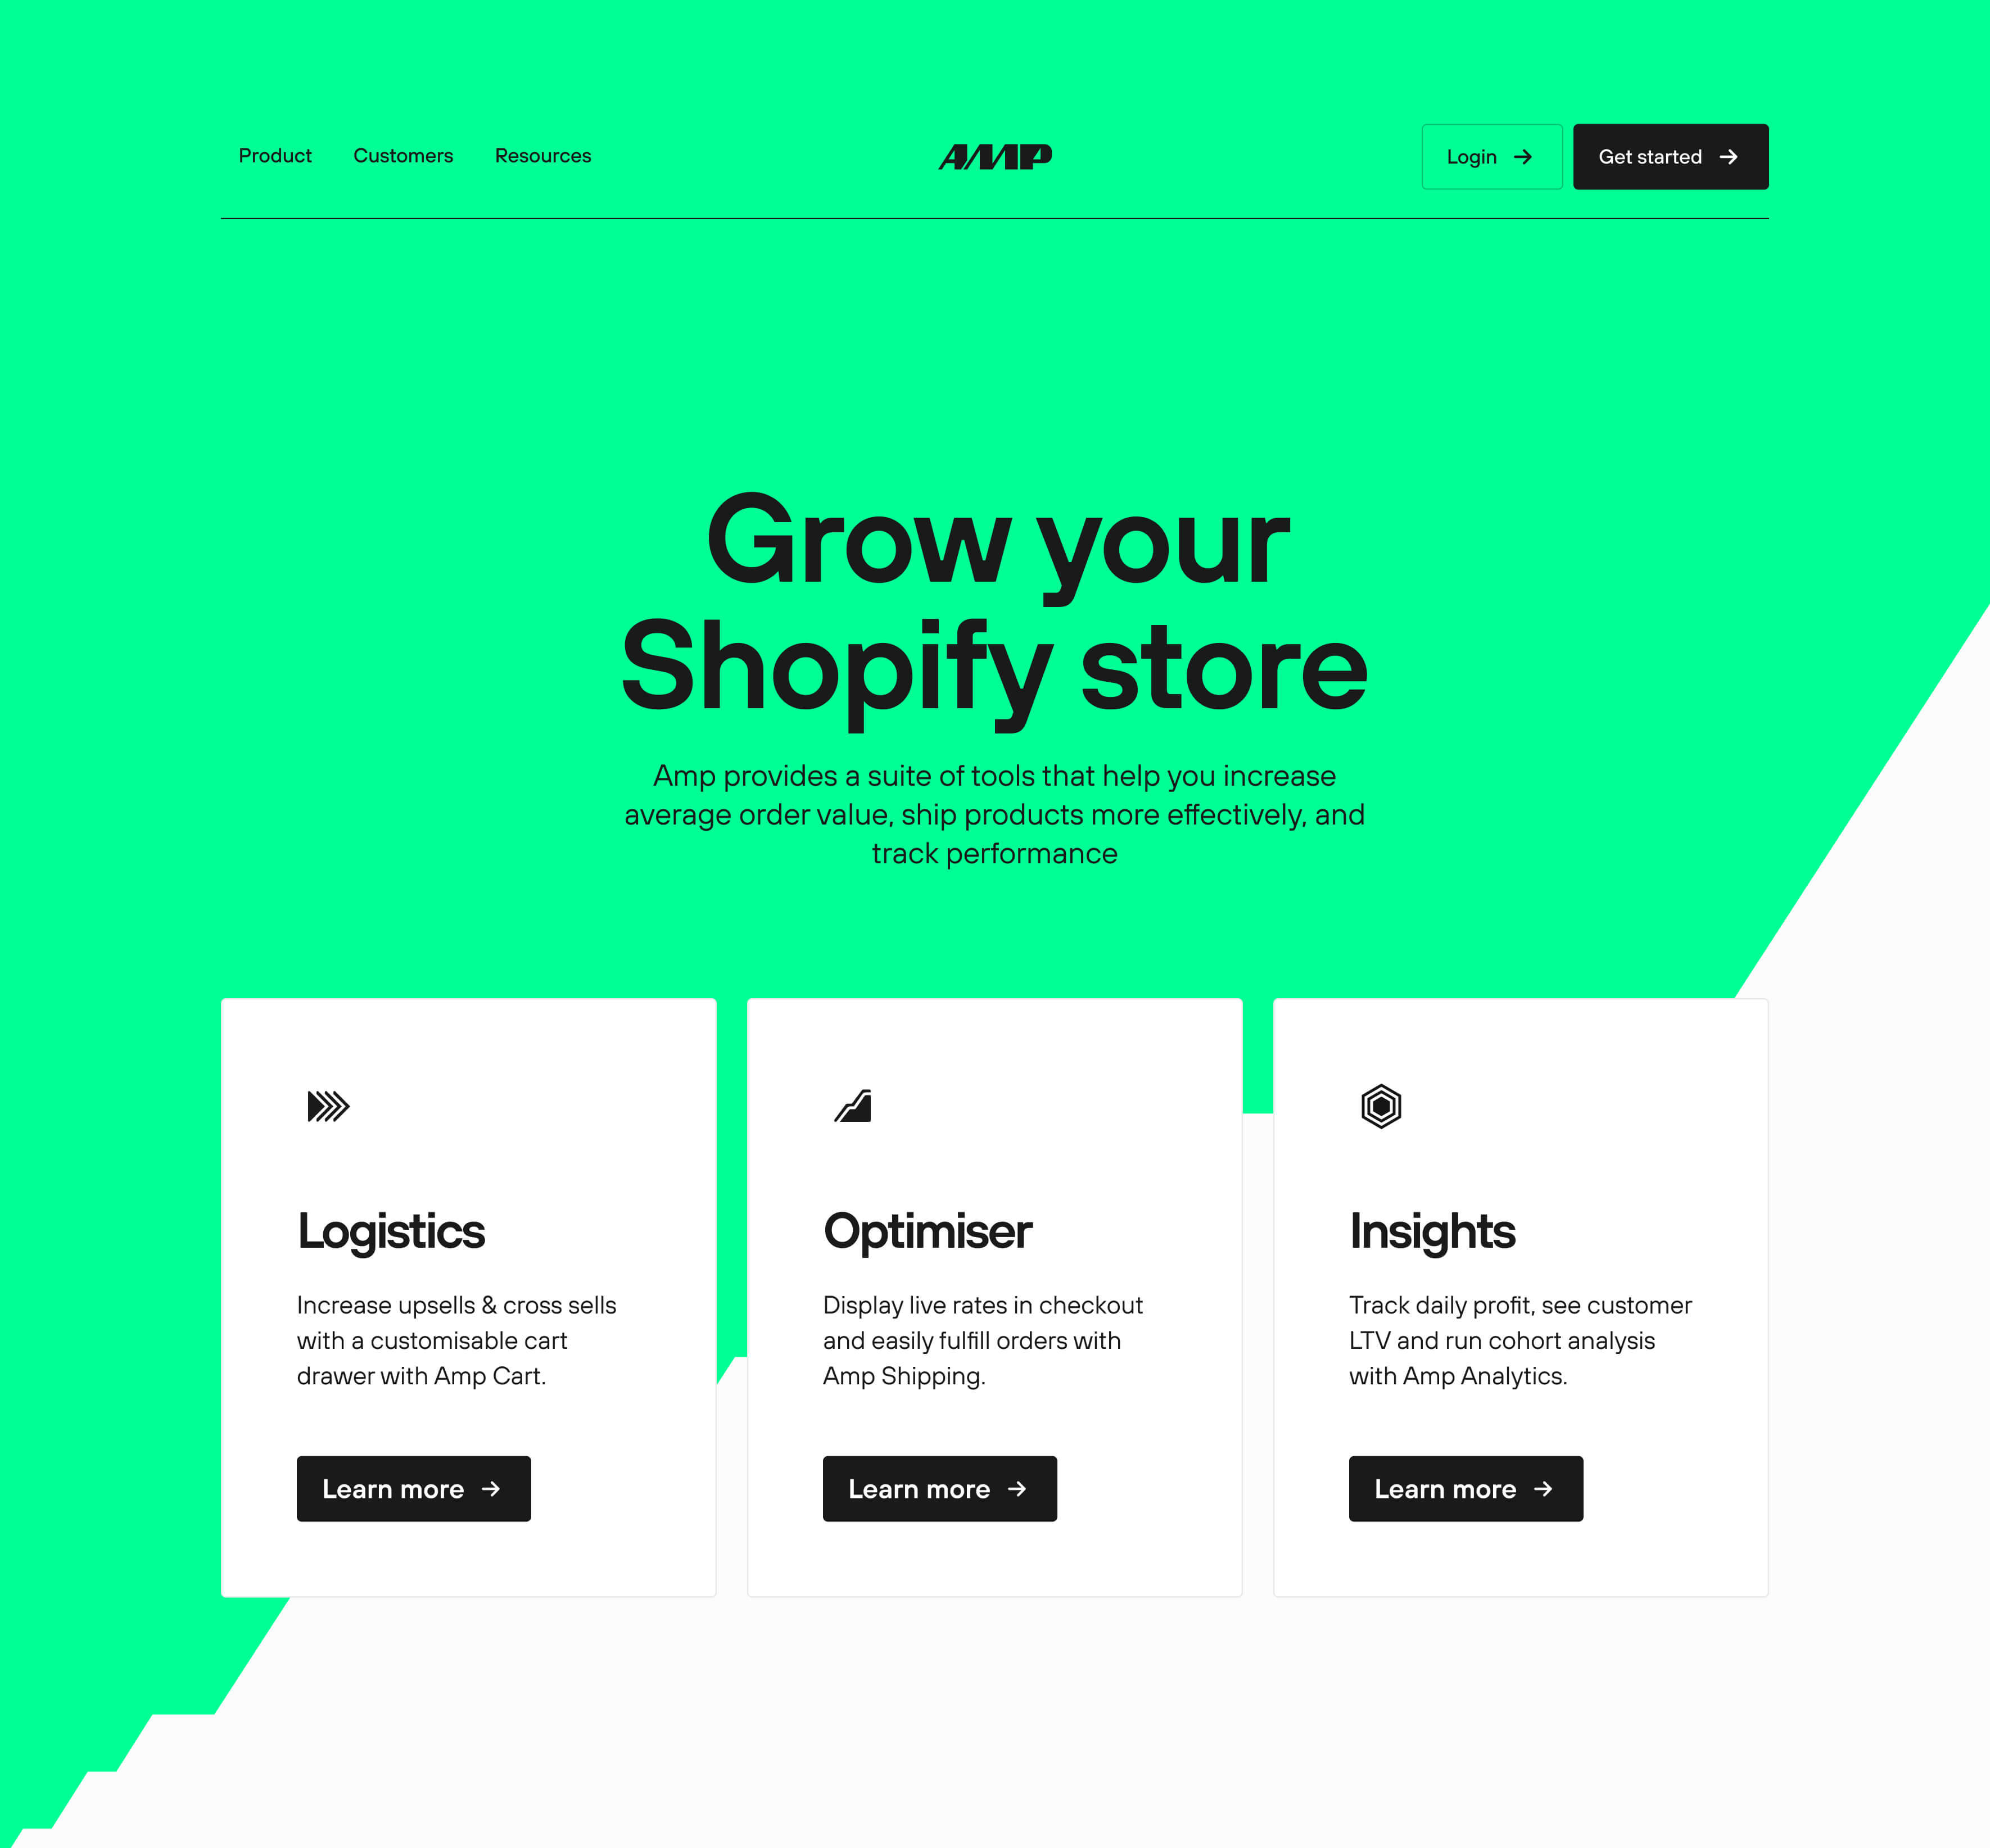 Product
Customers
Resources
AMP
Login
Get started
Grow your
Shopify store
Amp provides a suite of tools that help you increase
average order value, ship products more effectively, and
track performance
Logistics
Increase upsells & cross sells
with a customisable cart
drawer with Amp Cart.
Learn more
Optimiser
Display live rates in checkout
and easily fulfill orders with
Amp Shipping.
Learn more
Insights
Track daily profit, see customer
LTV and run cohort analysis
with Amp Analytics.
Learn more